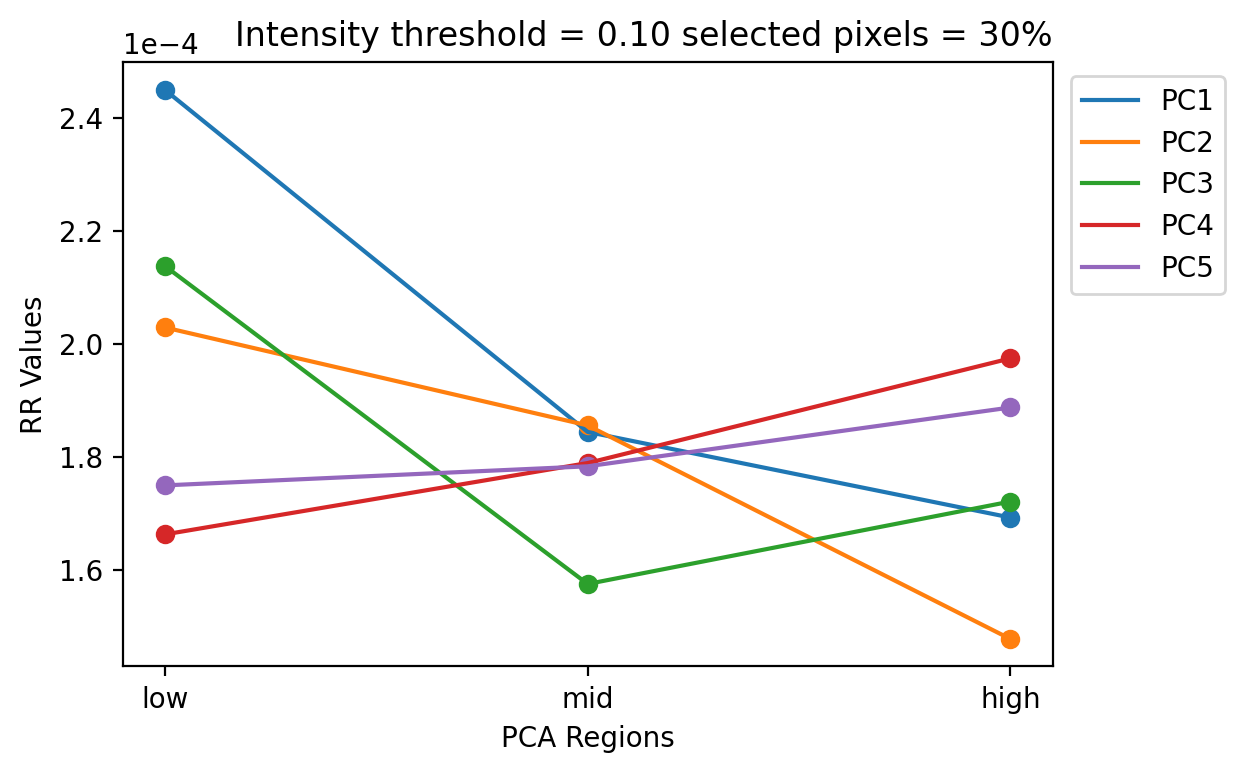 Intensity threshold = 0.10 selected pixels = 30%
1e−4
2.4
2.2
2.0
1.8
1.6
RR Values
low
mid
high
PCA Regions
PC1
PC2
PC3
PC4
PC5